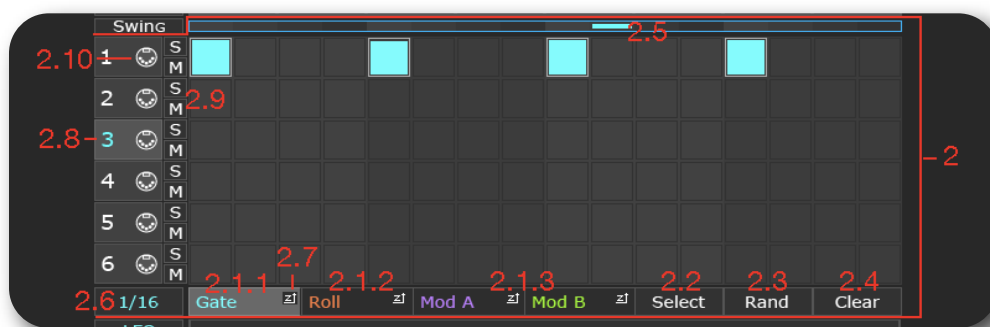 Swing
2.5
2.10 1 S
M
2 S
M 2.9
2.8 3 S
M
2
4 S
M
5 S
M
6 S
M
2.1.1 2.7 2.1.2 2.1.3 2.2 2.3 2.4
2.6 1/16 Gate Roll Mod A Mod B Select Rand Clear